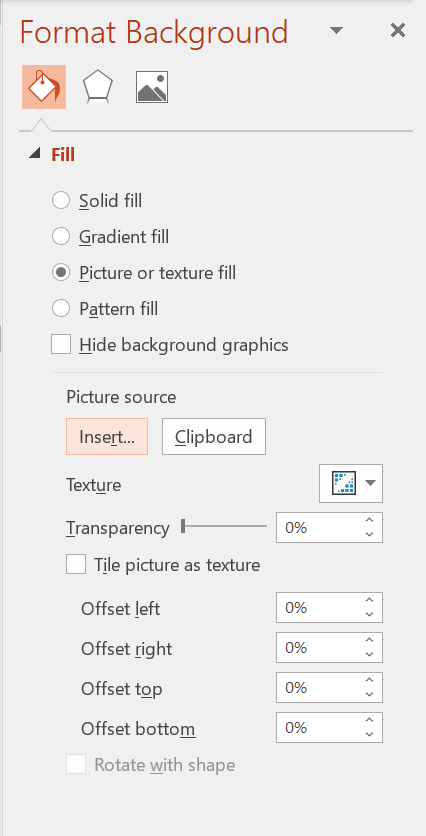 Format Background
Fill
Solid fill
Gradient fill
Picture or texture fill
Pattern fill
Hide background graphics
Picture source
Insert... Clipboard
Texture
Transparency 0%
Tile picture as texture
Offset left 0%
Offset right 0%
Offset top 0%
Offset bottom 0%
Rotate with shape